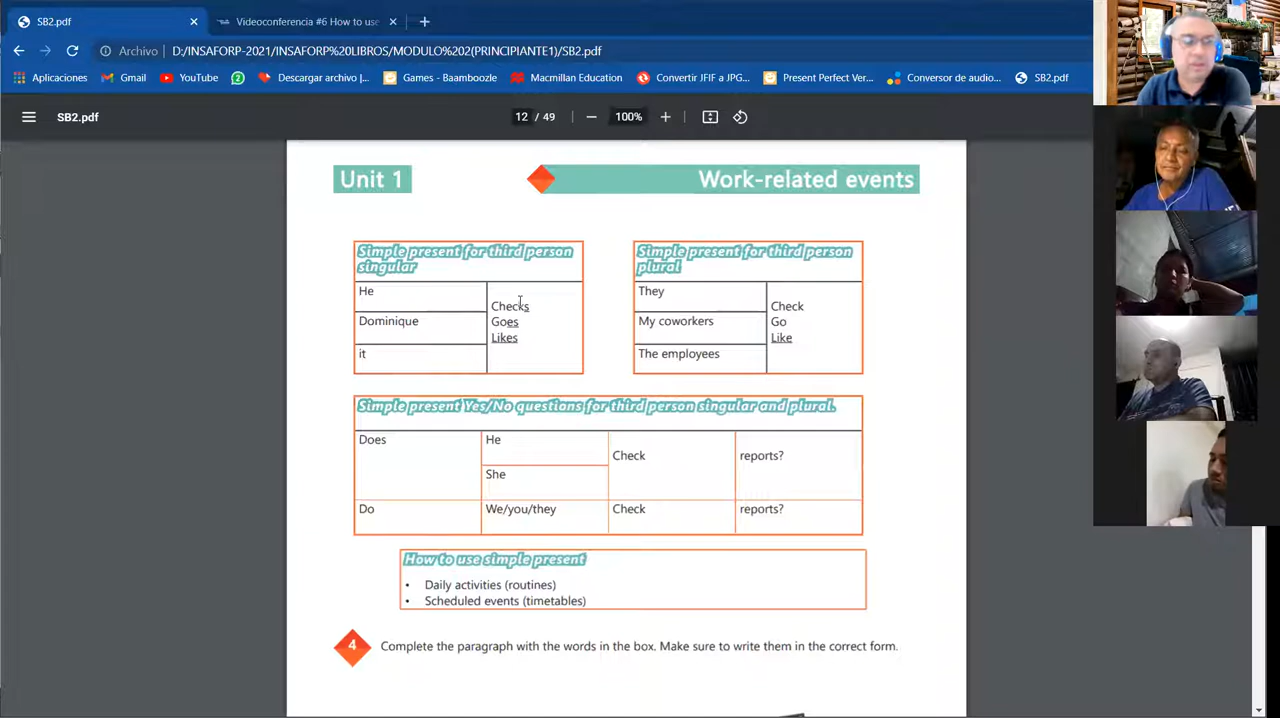 SB2.pdf
Videoconferencia #6 How to use
Archivo D:/INSAFORP-2021/INSAFORP%20LIBROS/MODULO%202(PRINCIPIANTE1)/SB2.pdf
Aplicaciones Gmail YouTube Descargar archivo |... Games - Baamboozle Macmillan Education Convertir JFIF a JPG... Present Perfect Ver... Conversor de audio... SB2.pdf
SB2.pdf 12 / 49 100%
Unit 1 Work-related events
Simple present for third person
singular
He
Dominique
it
Checks
Goes
Likes
Simple present for third person
plural
They
My coworkers
The employees
Check
Go
Like
Simple present Yes/No questions for third person singular and plural.
Does He Check reports?
She
Do We/you/they Check reports?
How to use simple present
• Daily activities (routines)
• Scheduled events (timetables)
4 Complete the paragraph with the words in the box. Make sure to write them in the correct form.